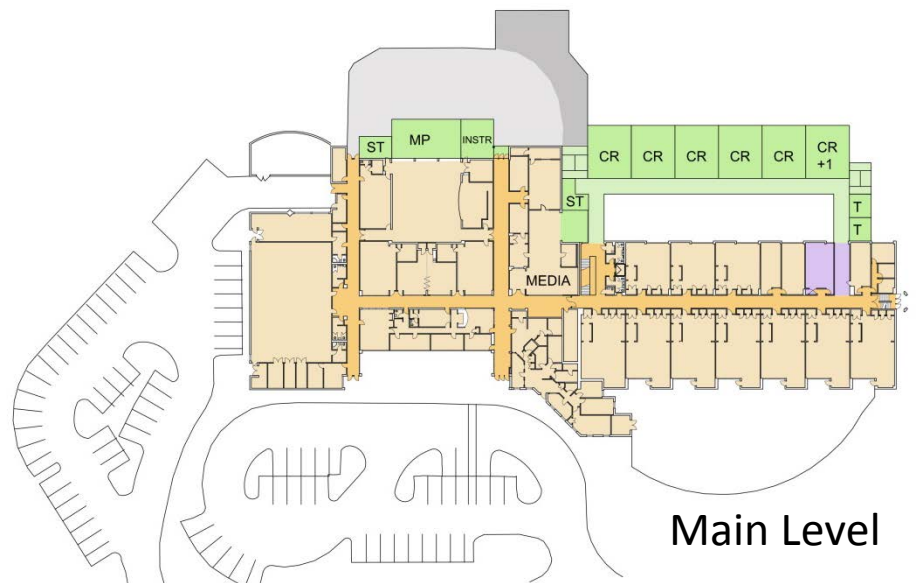 ST MP INSTR
CR CR CR CR CR CR
+1
ST T
T
MEDIA
Main Level